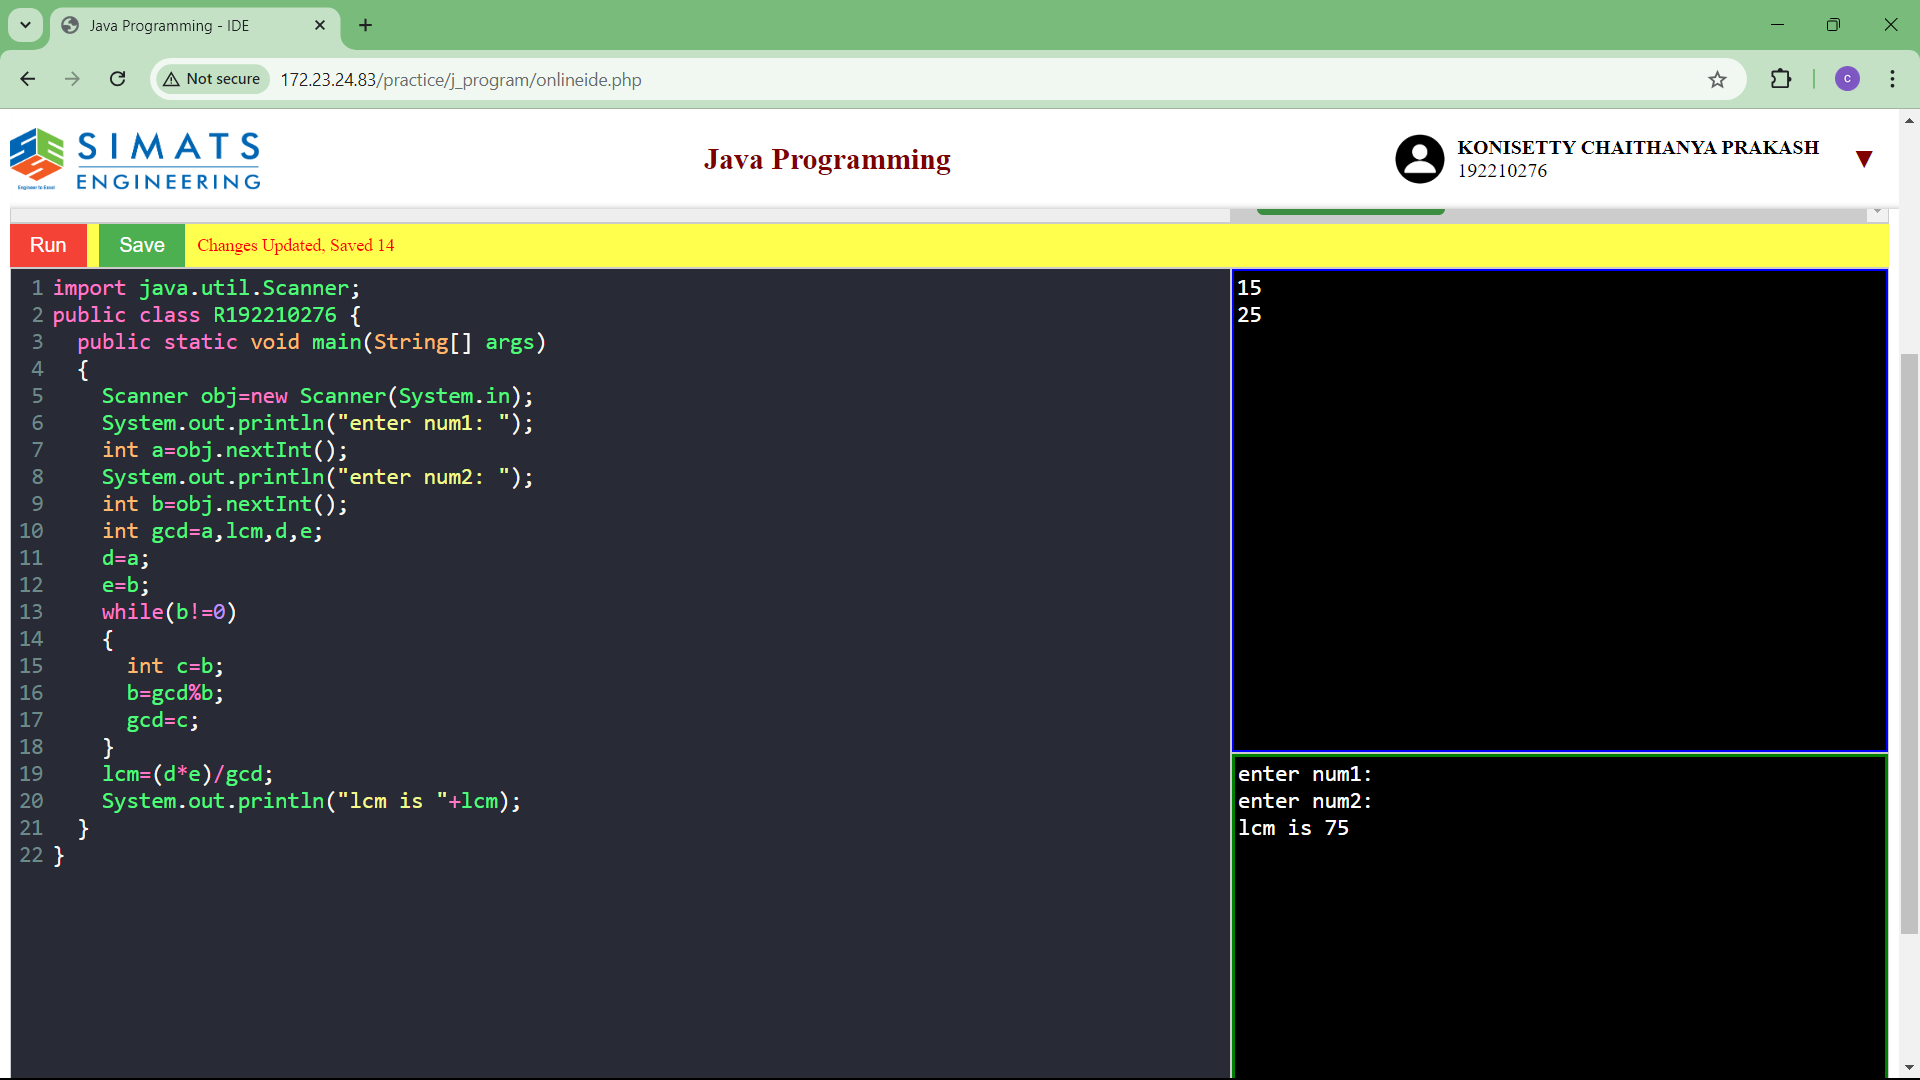 Java Programming - IDE
Not secure
172.23.24.83/practice/j_program/onlineide.php
C
SIMATS
ENGINEERING
Engineer to Excel
Java Programming
KONISETTY CHAITHANYA PRAKASH
192210276
Run
Save
Changes Updated, Saved 14
1 import java.util.Scanner;
2 public class R192210276 {
3   public static void main(String[] args)
4   {
5     Scanner obj=new Scanner(System.in);
6     System.out.println("enter num1: ");
7     int a=obj.nextInt();
8     System.out.println("enter num2: ");
9     int b=obj.nextInt();
10     int gcd=a,lcm,d,e;
11     d=a;
12     e=b;
13     while(b!=0)
14     {
15       int c=b;
16       b=gcd%b;
17       gcd=c;
18     }
19     lcm=(d*e)/gcd;
20     System.out.println("lcm is "+lcm);
21   }
22 }
15
25
enter num1:
enter num2:
lcm is 75